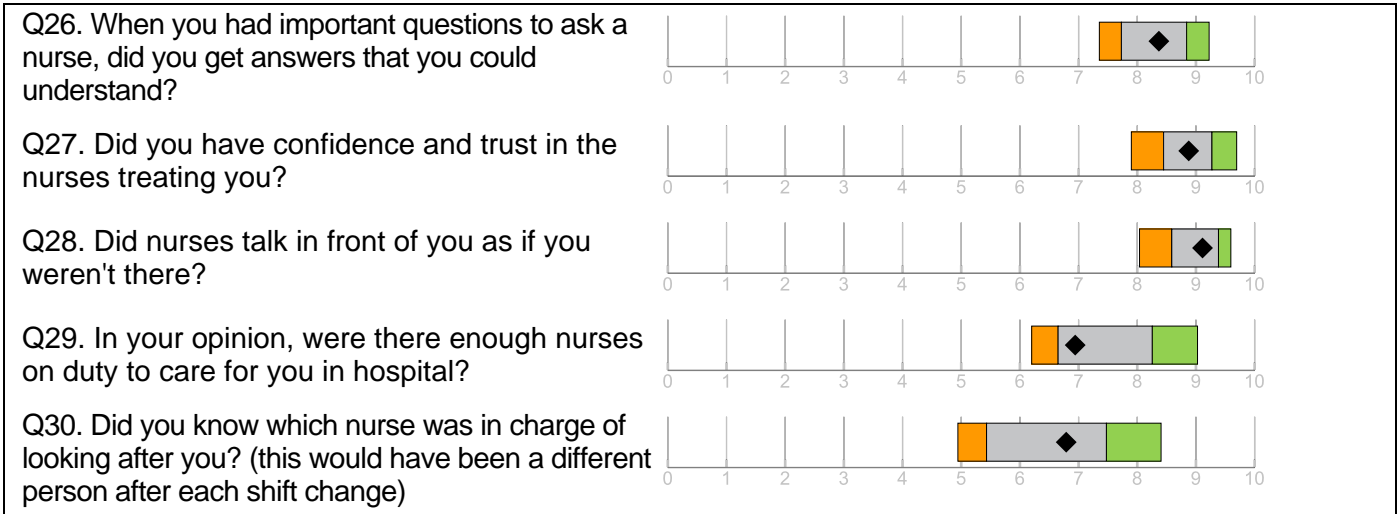 Q26. When you had important questions to ask a
nurse, did you get answers that you could
understand?
0 1 2 3 4 5 6 7 8 9 10
Q27. Did you have confidence and trust in the
nurses treating you?
0 1 2 3 4 5 6 7 8 9 10
Q28. Did nurses talk in front of you as if you
weren't there?
0 1 2 3 4 5 6 7 8 9 10
Q29. In your opinion, were there enough nurses
on duty to care for you in hospital?
0 1 2 3 4 5 6 7 8 9 10
Q30. Did you know which nurse was in charge of
looking after you? (this would have been a different
person after each shift change)
0 1 2 3 4 5 6 7 8 9 10